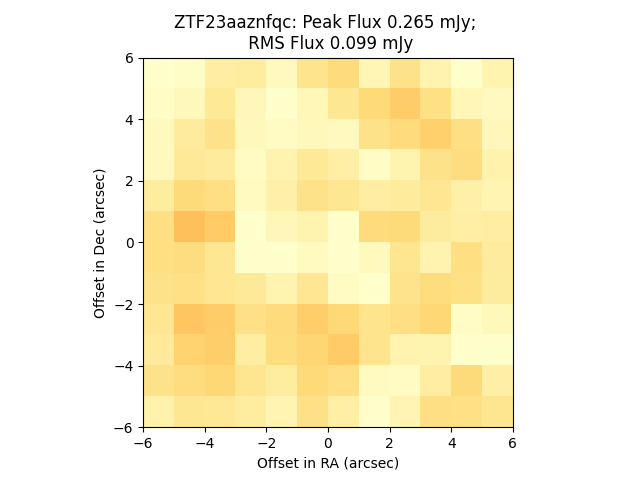 ZTF23aaznfqc: Peak Flux 0.265 mJy;
RMS Flux 0.099 mJy
6
4
2
0
−2
−4
−6
Offset in Dec (arcsec)
−6 −4 −2 0 2 4 6
Offset in RA (arcsec)